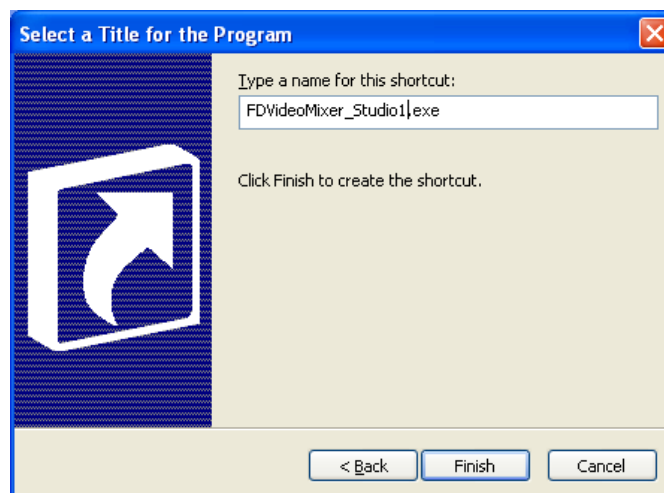 Select a Title for the Program
Type a name for this shortcut:
FDVideoMixer_Studio1.exe
Click Finish to create the shortcut.
< Back
Finish
Cancel